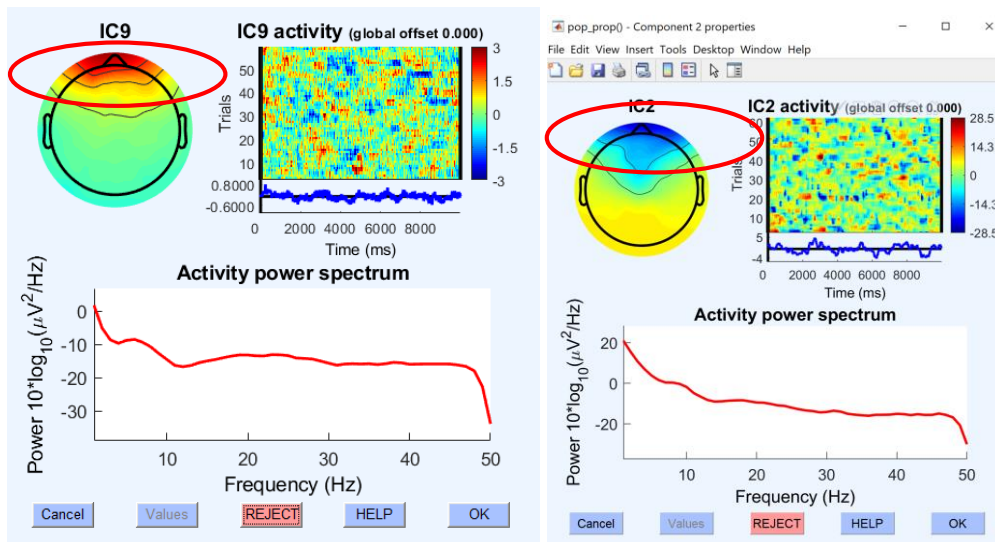 IC9
IC9 activity (global offset 0.000)
Trials
50
40
30
20
10
3
1.5
0
-1.5
-3
0.8000
-0.6000
0 2000 4000 6000 8000
Time (ms)
Activity power spectrum
Power 10*log10(μV2/Hz)
0
-10
-20
-30
10 20 30 40 50
Frequency (Hz)
Cancel Values REJECT HELP OK
pop_prop() - Component 2 properties
File Edit View Insert Tools Desktop Window Help
IC2
IC2 activity (global offset 0.000)
Trials
60
50
40
30
20
10
28.5
14.3
0
-14.3
-28.5
5
-4
0 2000 4000 6000 8000
Time (ms)
Activity power spectrum
Power 10*log10(μV2/Hz)
20
0
-20
10 20 30 40 50
Frequency (Hz)
Cancel Values REJECT HELP OK